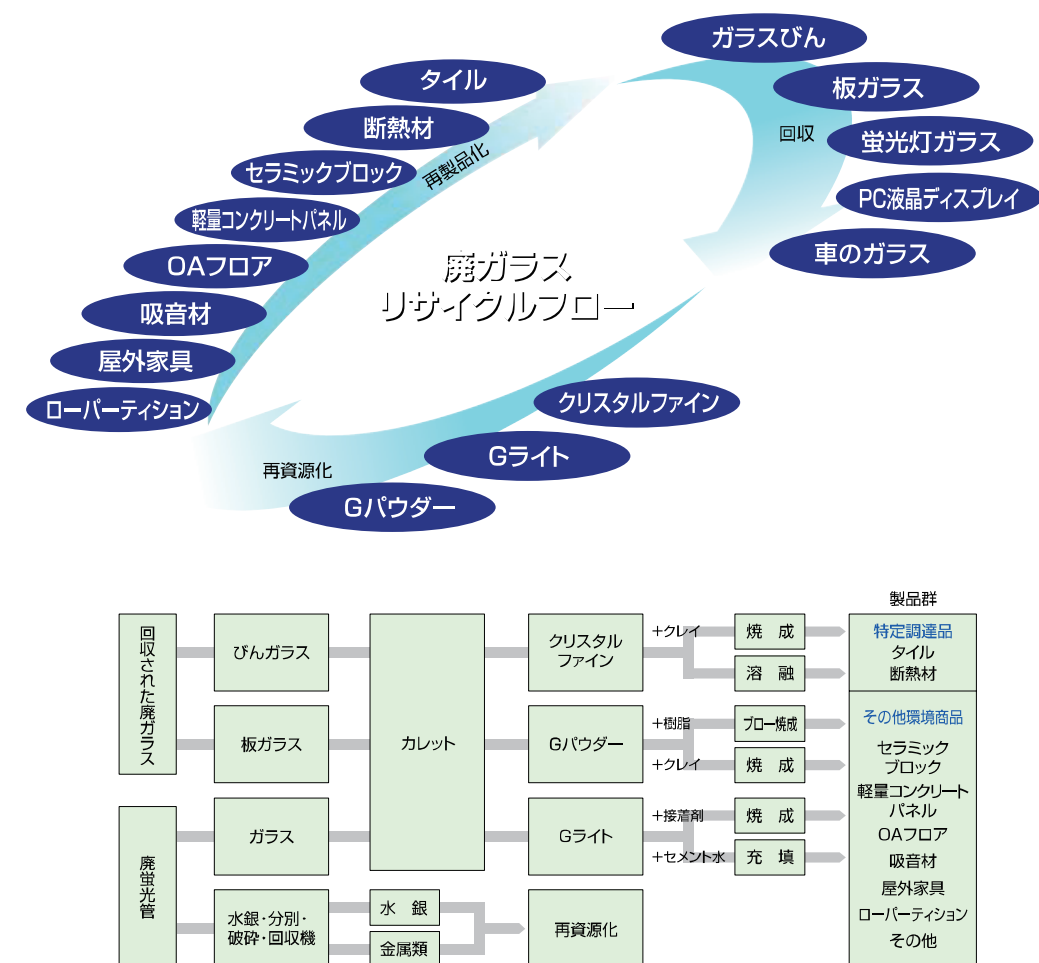 ガラスびん
板ガラス
回収
蛍光灯ガラス
PC液晶ディスプレイ
車のガラス
タイル
断熱材
再製品化
セラミックブロック
軽量コンクリートパネル
OAフロア
吸音材
屋外家具
ローパーティション
廃ガラス
リサイクルフロー
クリスタルファイン
Gライト
Gパウダー
再資源化
製品群
回収された廃ガラス
びんガラス
カレット
クリスタル
ファイン
+クレイ
焼 成
溶 融
特定調達品
タイル
断熱材
板ガラス
Gパウダー
+樹脂
ブロー焼成
+クレイ
焼 成
その他環境商品
セラミック
ブロック
軽量コンクリート
パネル
OAフロア
吸音材
屋外家具
ローパーティション
その他
廃蛍光管
ガラス
Gライト
+接着剤
焼 成
+セメント水
充 填
水銀・分別・
破砕・回収機
水 銀
金属類
再資源化